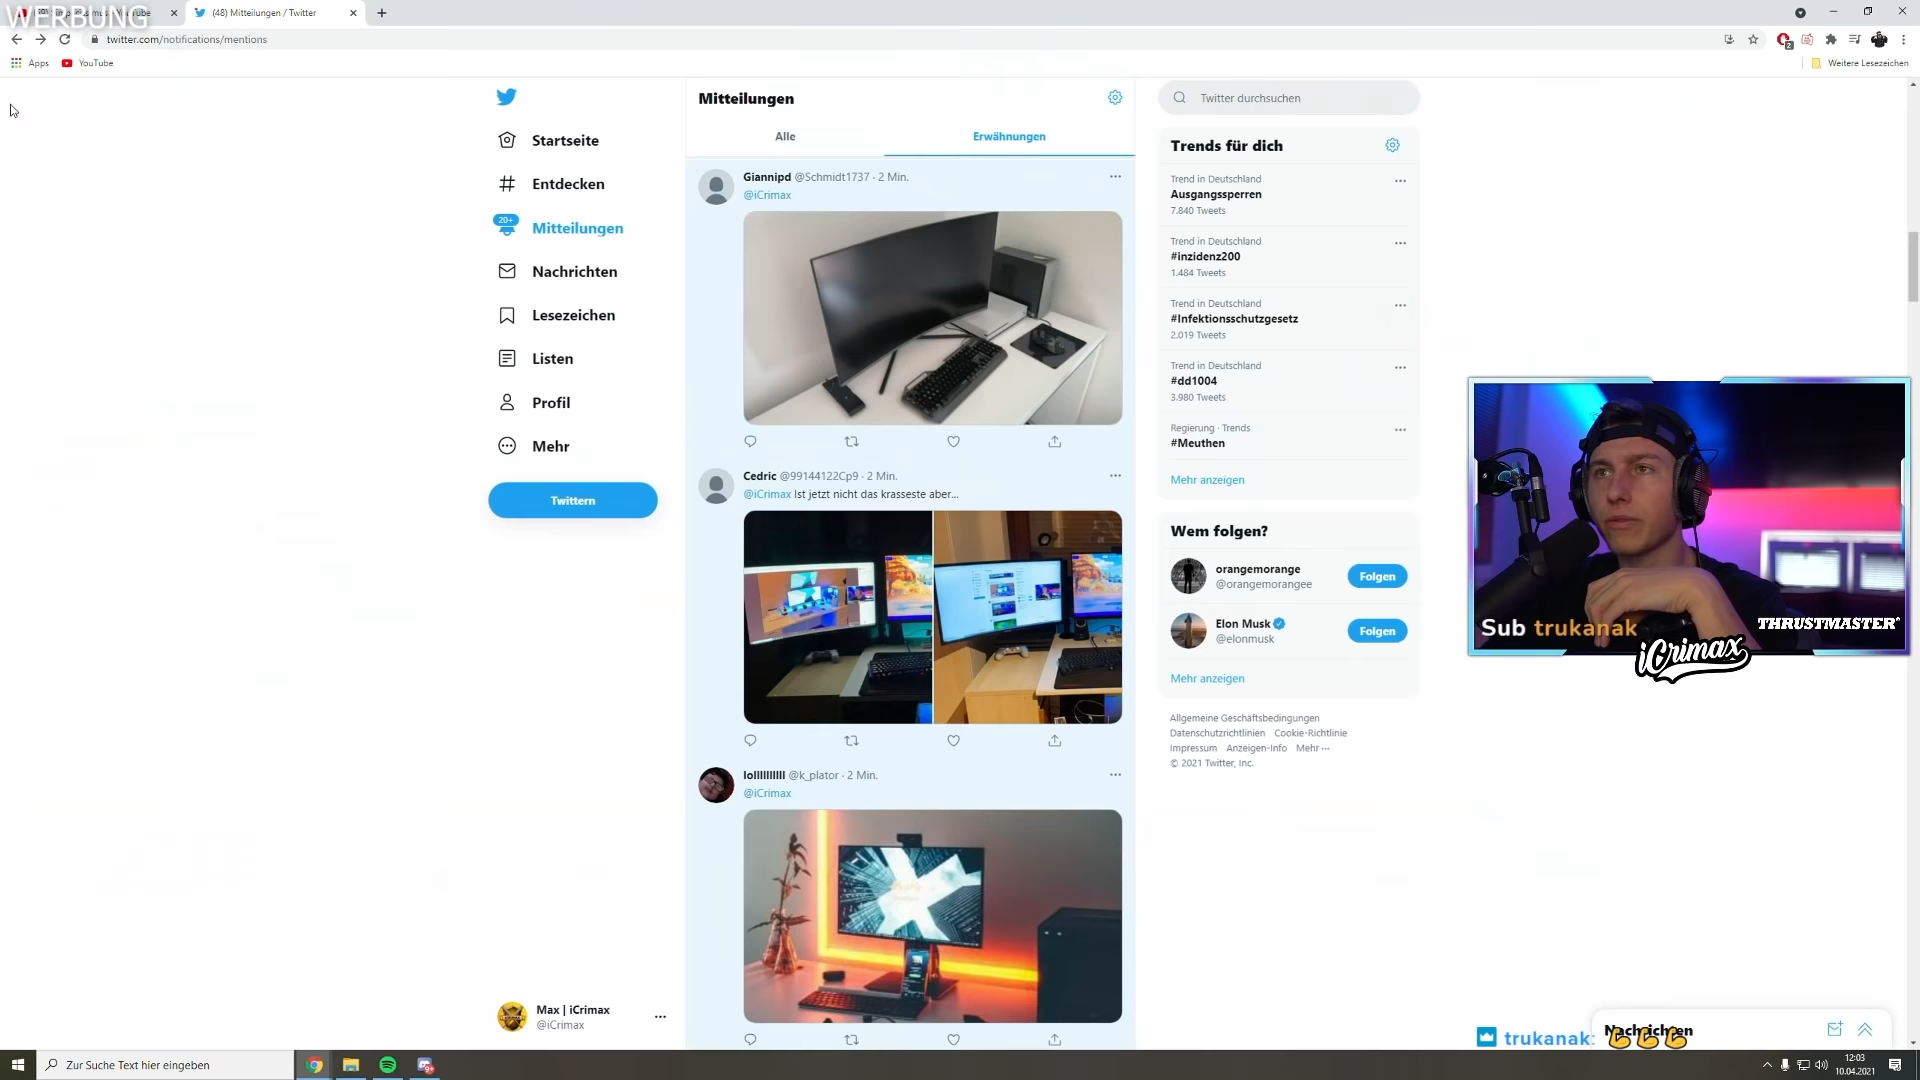 WERBUNG
(48) Mitteilungen / Twitter
twitter.com/notifications/mentions
Apps
YouTube
Weitere Lesezeichen
Startseite
Entdecken
20+
Mitteilungen
Nachrichten
Lesezeichen
Listen
Profil
Mehr
Twittern
Max | iCrimax
@iCrimax
Mitteilungen
Alle
Erwähnungen
Giannipd @Schmidt1737 · 2 Min.
@iCrimax
Cedric @99144122Cp9 · 2 Min.
@iCrimax Ist jetzt nicht das krasseste aber...
@k_plator · 2 Min.
@iCrimax
Twitter durchsuchen
Trends für dich
Trend in Deutschland
Ausgangssperren
7.840 Tweets
Trend in Deutschland
#inzidenz200
1.484 Tweets
Trend in Deutschland
#Infektionsschutzgesetz
2.019 Tweets
Trend in Deutschland
#dd1004
3.980 Tweets
Regierung · Trends
#Meuthen
Mehr anzeigen
Wem folgen?
orangemorange
@orangemorangee
Folgen
Elon Musk
@elonmusk
Folgen
Mehr anzeigen
Allgemeine Geschäftsbedingungen
Datenschutzrichtlinien Cookie-Richtlinie
Impressum Anzeigen-Info Mehr ···
© 2021 Twitter, Inc.
Sub trukanak
THRUSTMASTER
iCrimax
trukanak:
Nachrichten
Zur Suche Text hier eingeben
12:03
10.04.2021